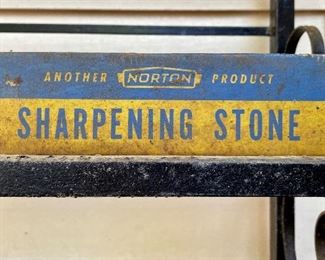 ANOTHER NORTON PRODUCT
SHARPENING STONE